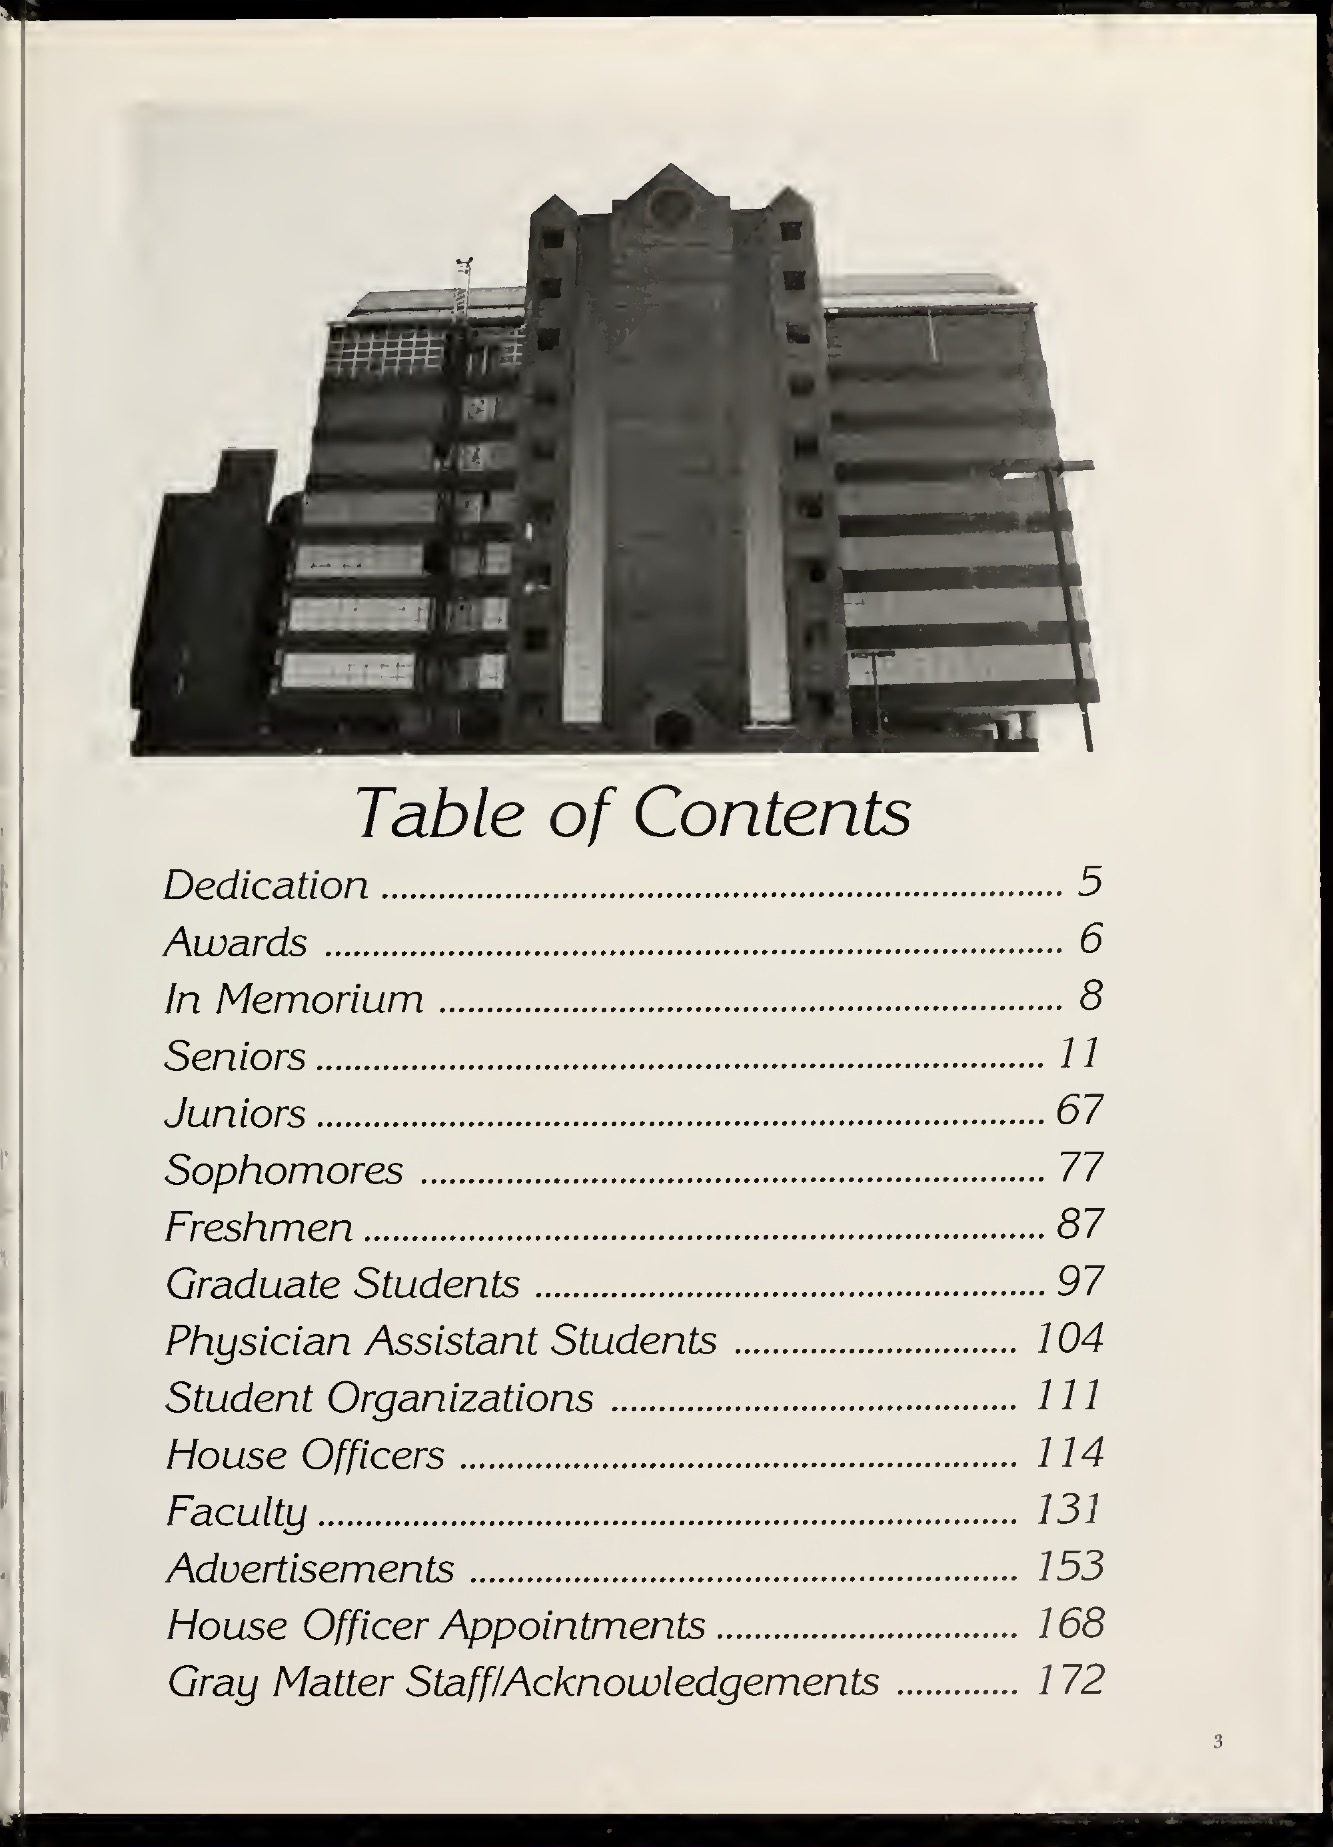 Table of Contents
Dedication ........................................................................ 5
Awards .............................................................................. 6
In Memorium .................................................................. 8
Seniors ............................................................................. 11
Juniors ............................................................................. 67
Sophomores .................................................................. 77
Freshmen ........................................................................ 87
Graduate Students ...................................................... 97
Physician Assistant Students .............................. 104
Student Organizations ........................................... 111
House Officers ........................................................... 114
Faculty .......................................................................... 131
Advertisements .......................................................... 153
House Officer Appointments ................................ 168
Gray Matter Staff/Acknowledgements ............. 172
3